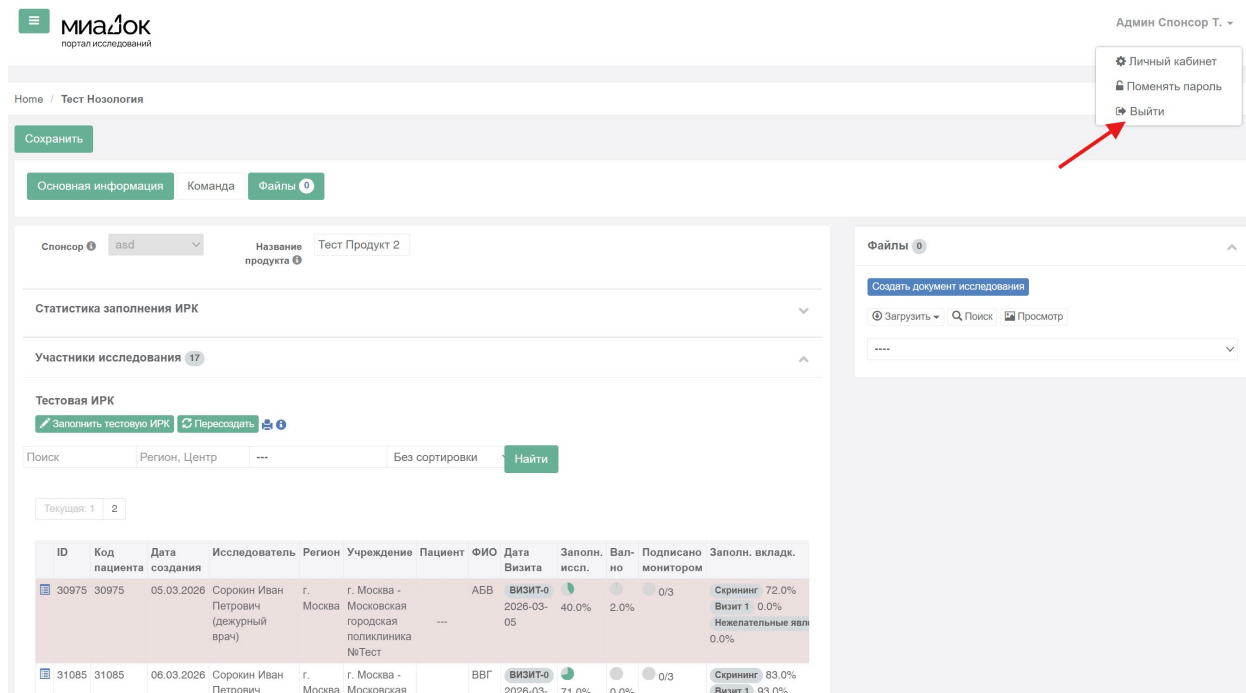 миадок
портал исследований
Админ Спонсор Т.
Личный кабинет
Поменять пароль
Выйти
Home / Тест Нозология
Сохранить
Основная информация Команда Файлы 0
Спонсор asd Название продукта Тест Продукт 2
Статистика заполнения ИРК
Участники исследования 17
Тестовая ИРК
Заполнить тестовую ИРК Пересоздать
Поиск Регион, Центр --- Без сортировки Найти
Текущая: 1 2
ID Код Дата Исследователь Регион Учреждение Пациент ФИО Дата Заполн. Вал- Подписано Заполн. вкладк.
пациента создания Визита иссл. но монитором
30975 30975 05.03.2026 Сорокин Иван г. г. Москва - АБВ ВИЗИТ-0 0/3 Скрининг 72.0%
Петрович Москва Московская 2026-03- 40.0% 2.0% Визит 1 0.0%
(дежурный городская --- 05 Нежелательные явл
врач) поликлиника 0.0%
№Тест
31085 31085 06.03.2026 Сорокин Иван г. г. Москва - ВВГ ВИЗИТ-0 0/3 Скрининг 83.0%
Петрович Москва Московская 2026-03- 71.0% 0.0% Визит 1 93.0%
Файлы 0
Создать документ исследования
Загрузить Поиск Просмотр
----